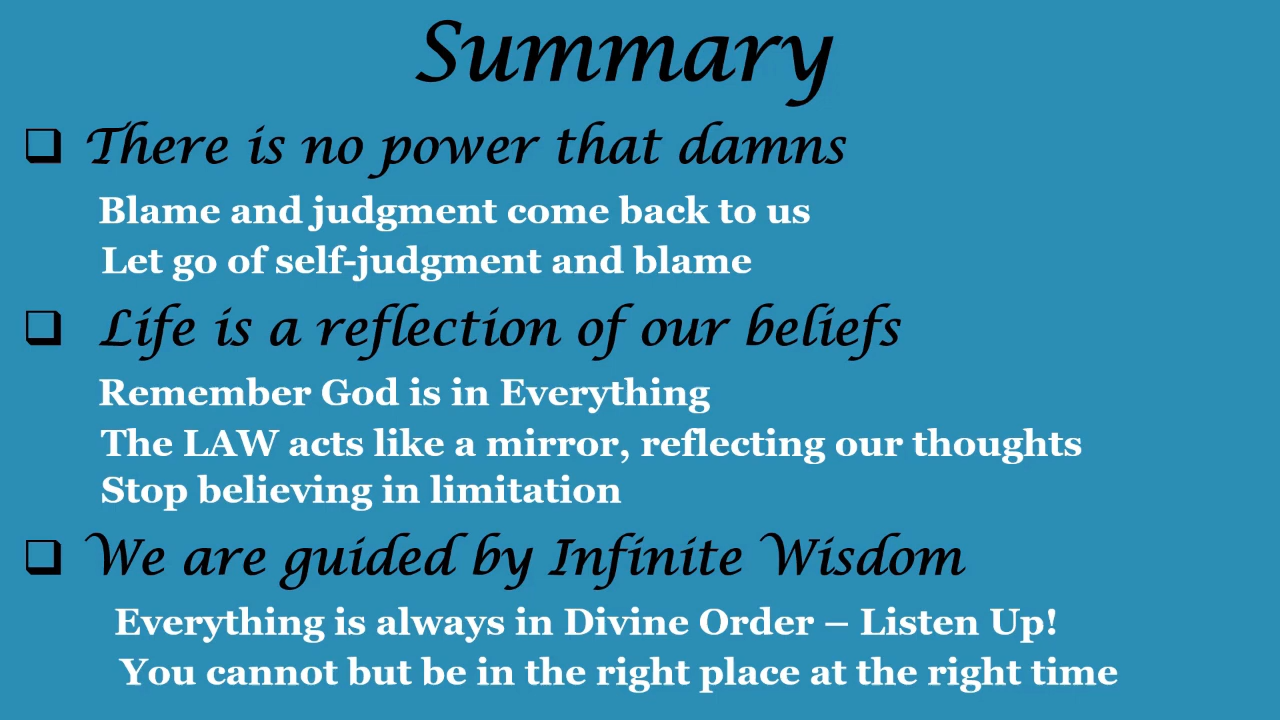 Summary
❑ There is no power that damns
Blame and judgment come back to us
Let go of self-judgment and blame
❑ Life is a reflection of our beliefs
Remember God is in Everything
The LAW acts like a mirror, reflecting our thoughts
Stop believing in limitation
❑ We are guided by Infinite Wisdom
Everything is always in Divine Order – Listen Up!
You cannot but be in the right place at the right time